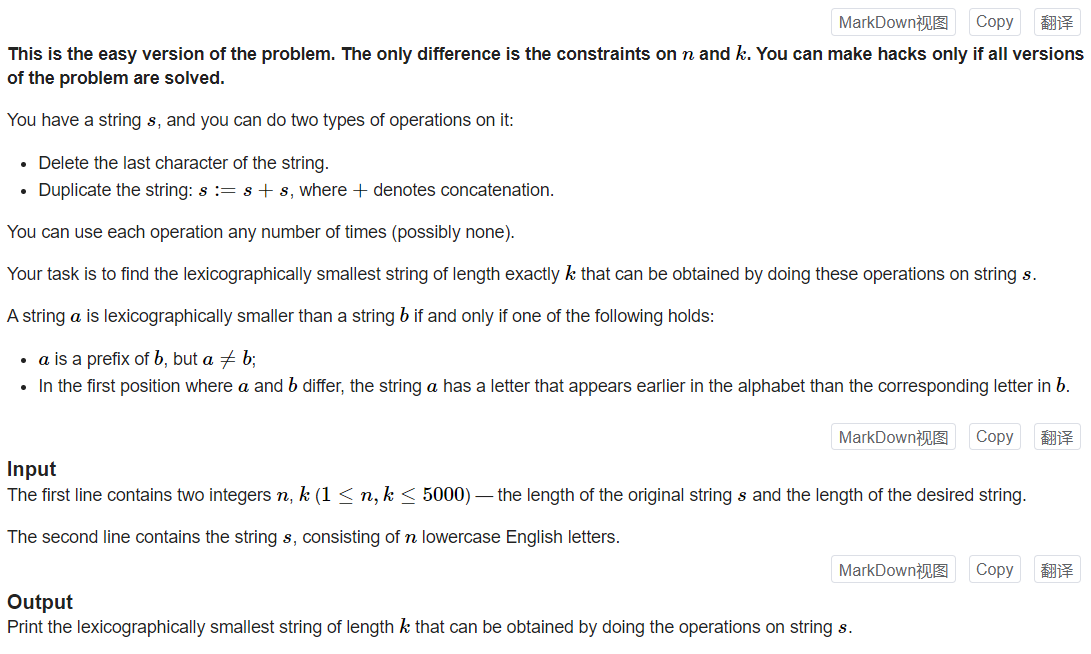 MarkDown视图 Copy 翻译
This is the easy version of the problem. The only difference is the constraints on n and k. You can make hacks only if all versions
of the problem are solved.
You have a string s, and you can do two types of operations on it:
• Delete the last character of the string.
• Duplicate the string: s := s + s, where + denotes concatenation.
You can use each operation any number of times (possibly none).
Your task is to find the lexicographically smallest string of length exactly k that can be obtained by doing these operations on string s.
A string a is lexicographically smaller than a string b if and only if one of the following holds:
• a is a prefix of b, but a ≠ b;
• In the first position where a and b differ, the string a has a letter that appears earlier in the alphabet than the corresponding letter in b.
MarkDown视图 Copy 翻译
Input
The first line contains two integers n, k (1 ≤ n, k ≤ 5000) — the length of the original string s and the length of the desired string.
The second line contains the string s, consisting of n lowercase English letters.
MarkDown视图 Copy 翻译
Output
Print the lexicographically smallest string of length k that can be obtained by doing the operations on string s.